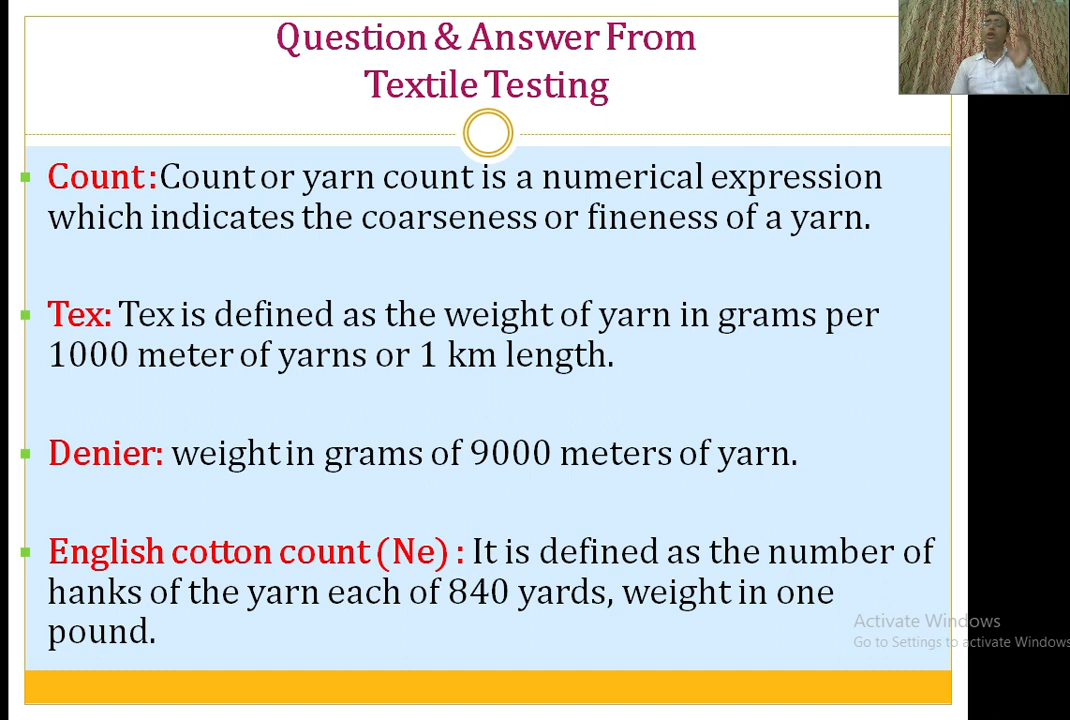 Question & Answer From
Textile Testing
Count: Count or yarn count is a numerical expression
which indicates the coarseness or fineness of a yarn.
Tex: Tex is defined as the weight of yarn in grams per
1000 meter of yarns or 1 km length.
Denier: weight in grams of 9000 meters of yarn.
English cotton count (Ne) : It is defined as the number of
hanks of the yarn each of 840 yards, weight in one
pound.
Activate Windows
Go to Settings to activate Windows